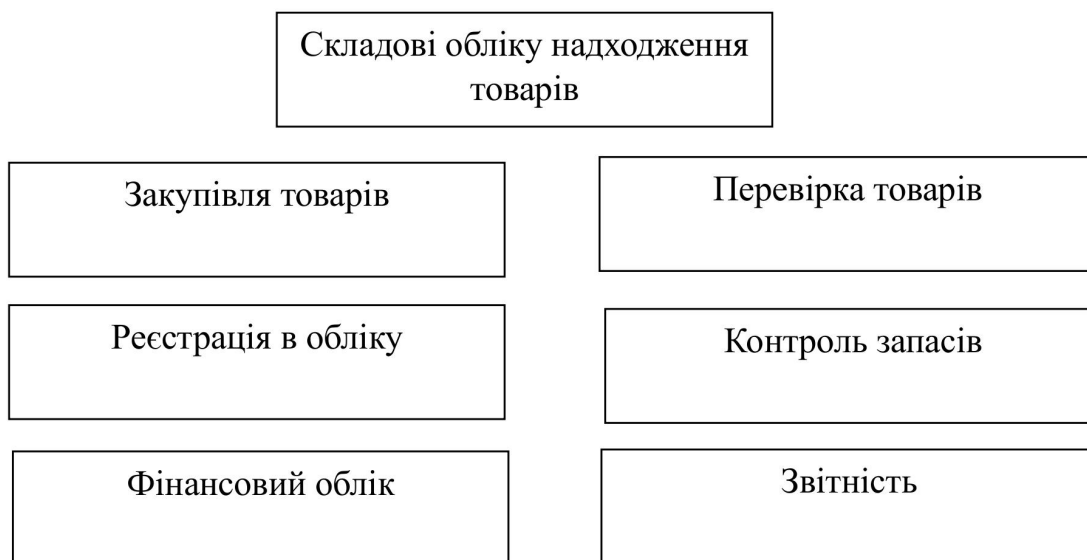 Складові обліку надходження
товарів
Закупівля товарів
Перевірка товарів
Реєстрація в обліку
Контроль запасів
Фінансовий облік
Звітність